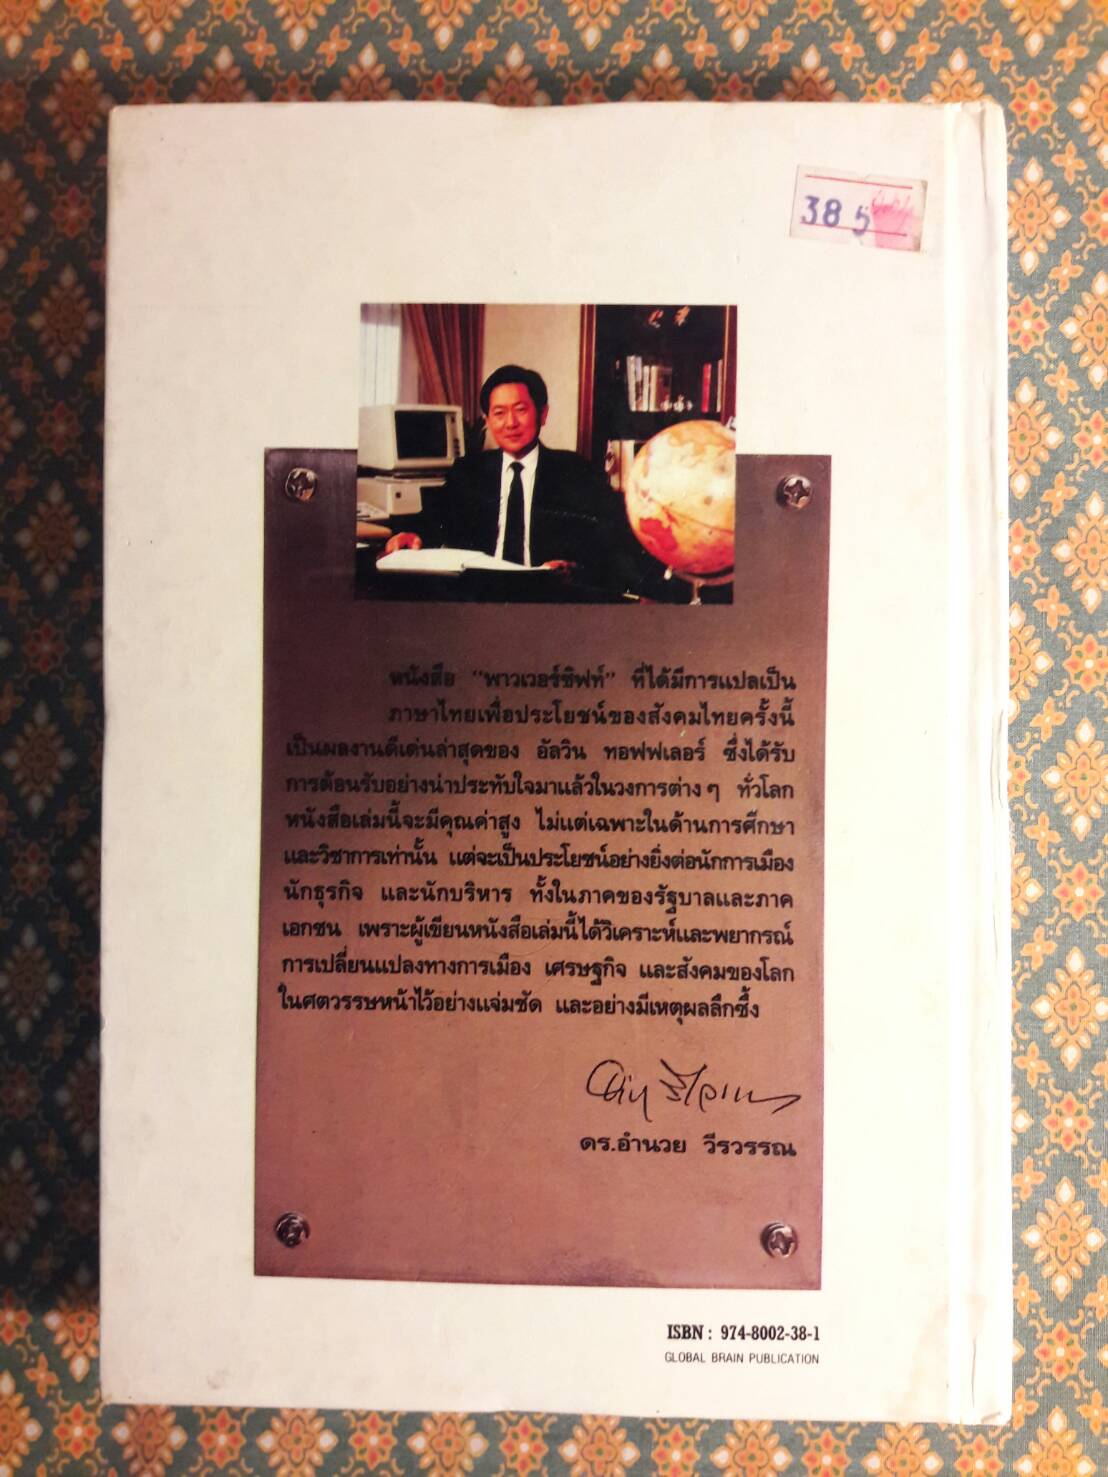 385
หนังสือ “พาวเวอร์ชิฟท์” ที่ได้มีการแปลเป็น
ภาษาไทยเพื่อประโยชน์ของสังคมไทยครั้งนี้
เป็นผลงานดีเด่นล่าสุดของ อัลวิน ทอฟฟเลอร์ ซึ่งได้รับ
การต้อนรับอย่างน่าประทับใจมาแล้วในวงการต่าง ๆ ทั่วโลก
หนังสือเล่มนี้จะมีคุณค่าสูง ไม่แต่เฉพาะในด้านการศึกษา
และวิชาการเท่านั้น แต่จะเป็นประโยชน์อย่างยิ่งต่อนักการเมือง
นักธุรกิจ และนักบริหาร ทั้งในภาคของรัฐบาลและภาค
เอกชน เพราะผู้เขียนหนังสือเล่มนี้ได้วิเคราะห์และพยากรณ์
การเปลี่ยนแปลงทางการเมือง เศรษฐกิจ และสังคมของโลก
ในศตวรรษหน้าไว้อย่างแจ่มชัด และอย่างมีเหตุผลลึกซึ้ง
ดร.อำนวย วีรวรรณ
ISBN : 974-8002-38-1
GLOBAL BRAIN PUBLICATION